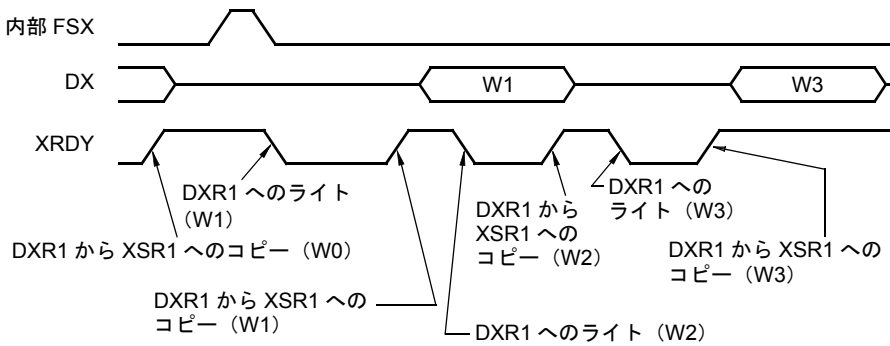 内部 FSX
DX
W1
W3
XRDY
DXR1 へのライト
(W1)
DXR1 から XSR1 へのコピー（W0）
DXR1 から XSR1 への
コピー（W1）
DXR1 へのライト（W2）
DXR1 から
XSR1 への
コピー（W2）
DXR1 への
ライト（W3）
DXR1 から XSR1 への
コピー（W3）